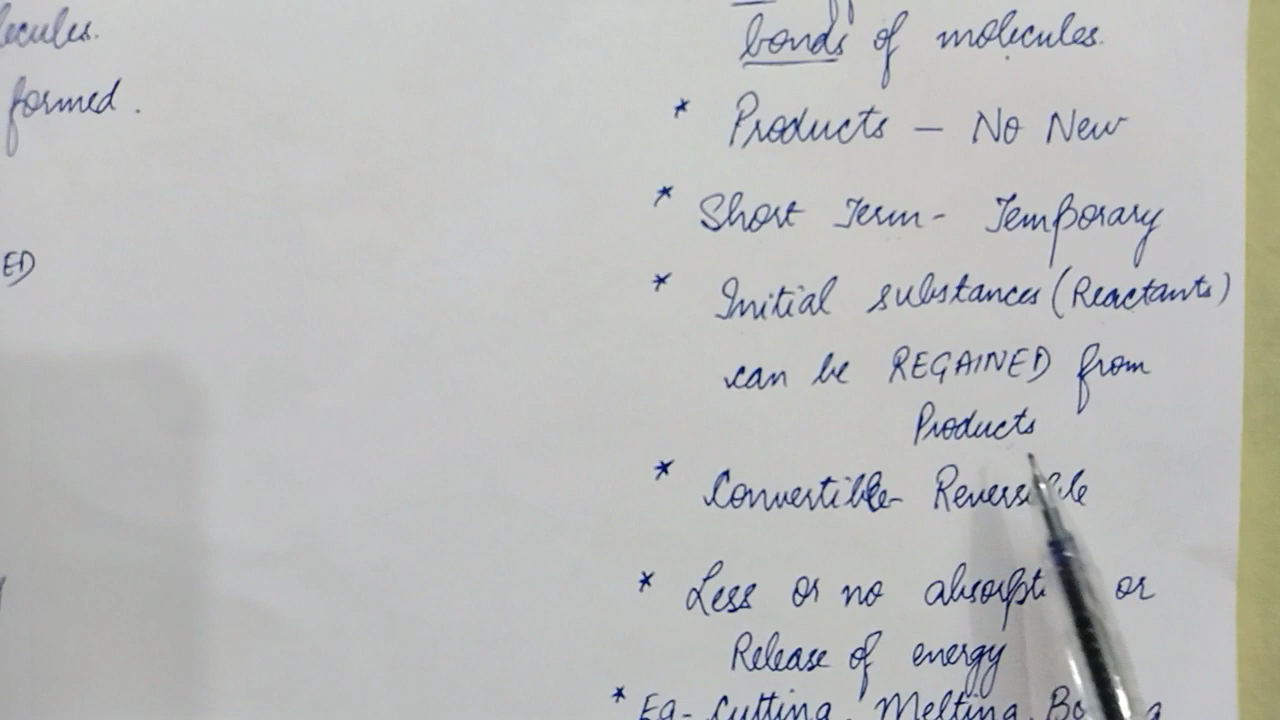 formed.
ED
bonds of molecules.
* Products - No New
* Short Term - Temporary
* Initial substances (Reactants)
can be REGAINED from
Products
* Convertible - Reversible
* Less or no or
Release of energy
* Eg - Cutting, Melting,